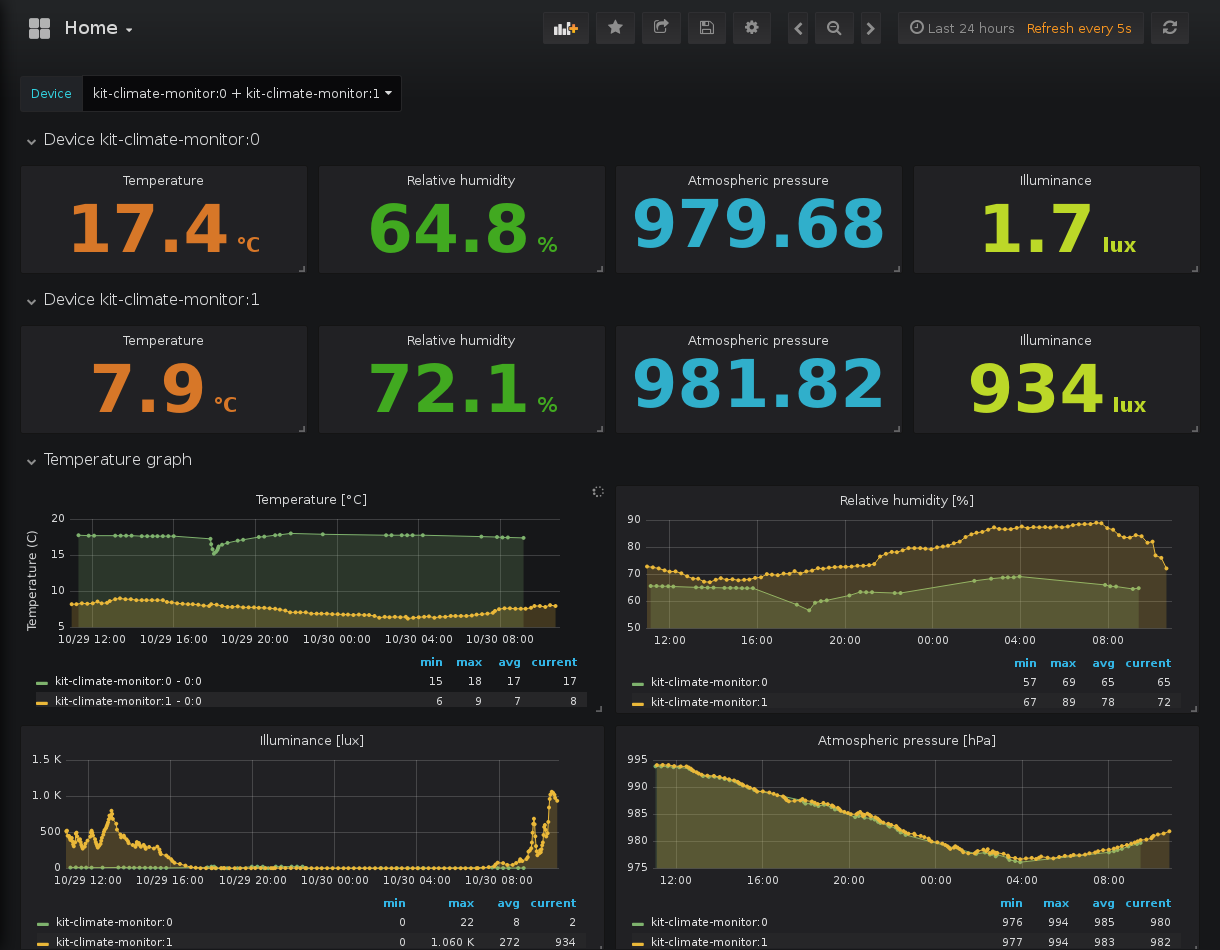 Home
Last 24 hours Refresh every 5s
Device kit-climate-monitor:0 + kit-climate-monitor:1
Device kit-climate-monitor:0
Temperature Relative humidity Atmospheric pressure Illuminance
17.4 °C 64.8 % 979.68 1.7 lux
Device kit-climate-monitor:1
Temperature Relative humidity Atmospheric pressure Illuminance
7.9 °C 72.1 % 981.82 934 lux
Temperature graph
Temperature [°C]
Temperature (C)
20
15
10
5
10/29 12:00 10/29 16:00 10/29 20:00 10/30 00:00 10/30 04:00 10/30 08:00
min max avg current
kit-climate-monitor:0 - 0:0 15 18 17 17
kit-climate-monitor:1 - 0:0 6 9 7 8
Relative humidity [%]
90
80
70
60
50
12:00 16:00 20:00 00:00 04:00 08:00
min max avg current
kit-climate-monitor:0 57 69 65 65
kit-climate-monitor:1 67 89 78 72
Illuminance [lux]
1.5 K
1.0 K
500
0
10/29 12:00 10/29 16:00 10/29 20:00 10/30 00:00 10/30 04:00 10/30 08:00
min max avg current
kit-climate-monitor:0 0 22 8 2
kit-climate-monitor:1 0 1.060 K 272 934
Atmospheric pressure [hPa]
995
990
985
980
975
12:00 16:00 20:00 00:00 04:00 08:00
min max avg current
kit-climate-monitor:0 976 994 985 980
kit-climate-monitor:1 977 994 983 982